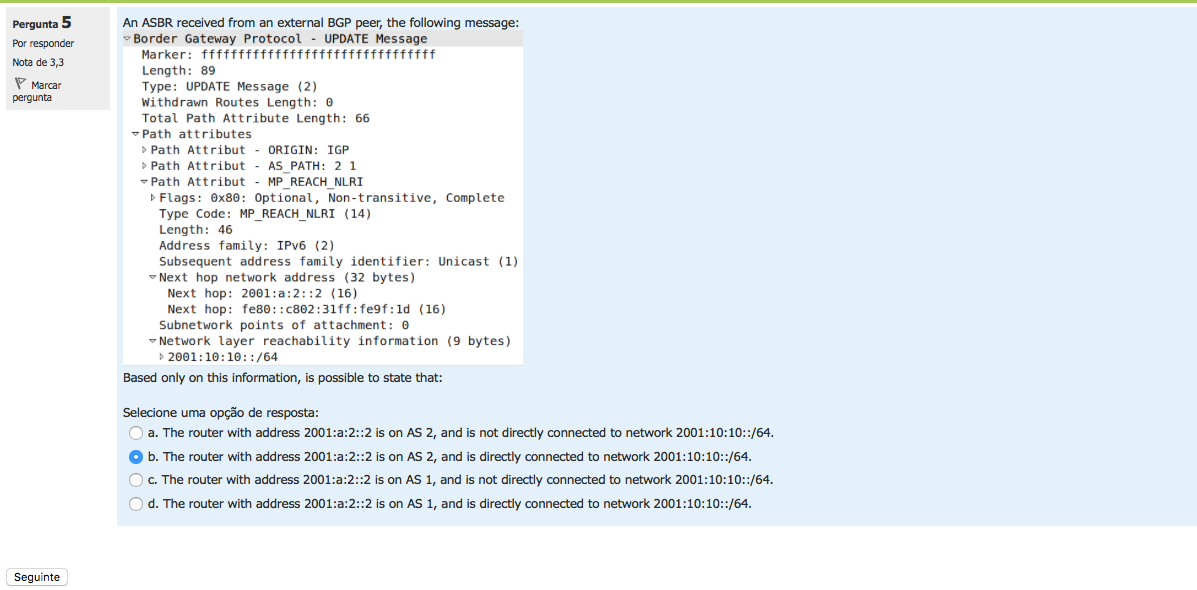 Pergunta 5
Por responder
Nota de 3,3
Marcar
pergunta
An ASBR received from an external BGP peer, the following message:
Border Gateway Protocol - UPDATE Message
Marker: ffffffffffffffffffffffffffffffff
Length: 89
Type: UPDATE Message (2)
Withdrawn Routes Length: 0
Total Path Attribute Length: 66
Path attributes
Path Attribut - ORIGIN: IGP
Path Attribut - AS_PATH: 2 1
Path Attribut - MP_REACH_NLRI
Flags: 0x80: Optional, Non-transitive, Complete
Type Code: MP_REACH_NLRI (14)
Length: 46
Address family: IPv6 (2)
Subsequent address family identifier: Unicast (1)
Next hop network address (32 bytes)
Next hop: 2001:a:2::2 (16)
Next hop: fe80::c802:31ff:fe9f:1d (16)
Subnetwork points of attachment: 0
Network layer reachability information (9 bytes)
2001:10:10::/64
Based only on this information, is possible to state that:
Selecione uma opção de resposta:
a. The router with address 2001:a:2::2 is on AS 2, and is not directly connected to network 2001:10:10::/64.
b. The router with address 2001:a:2::2 is on AS 2, and is directly connected to network 2001:10:10::/64.
c. The router with address 2001:a:2::2 is on AS 1, and is not directly connected to network 2001:10:10::/64.
d. The router with address 2001:a:2::2 is on AS 1, and is directly connected to network 2001:10:10::/64.
Seguinte